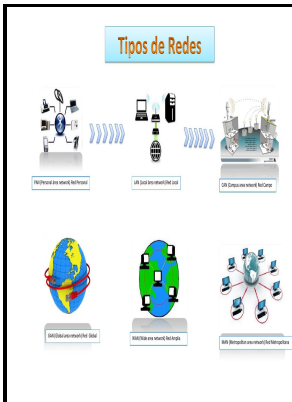 Tipos de Redes
PAN (Personal area network) Red Personal
LAN (Local Area network) Red Local
CAN (Campus area network) Red Campo
WAN (Global area network) Red Global
WAN (Wide area network) Red Amplia
MAN (Metropolitan area network) Red Metropolitana